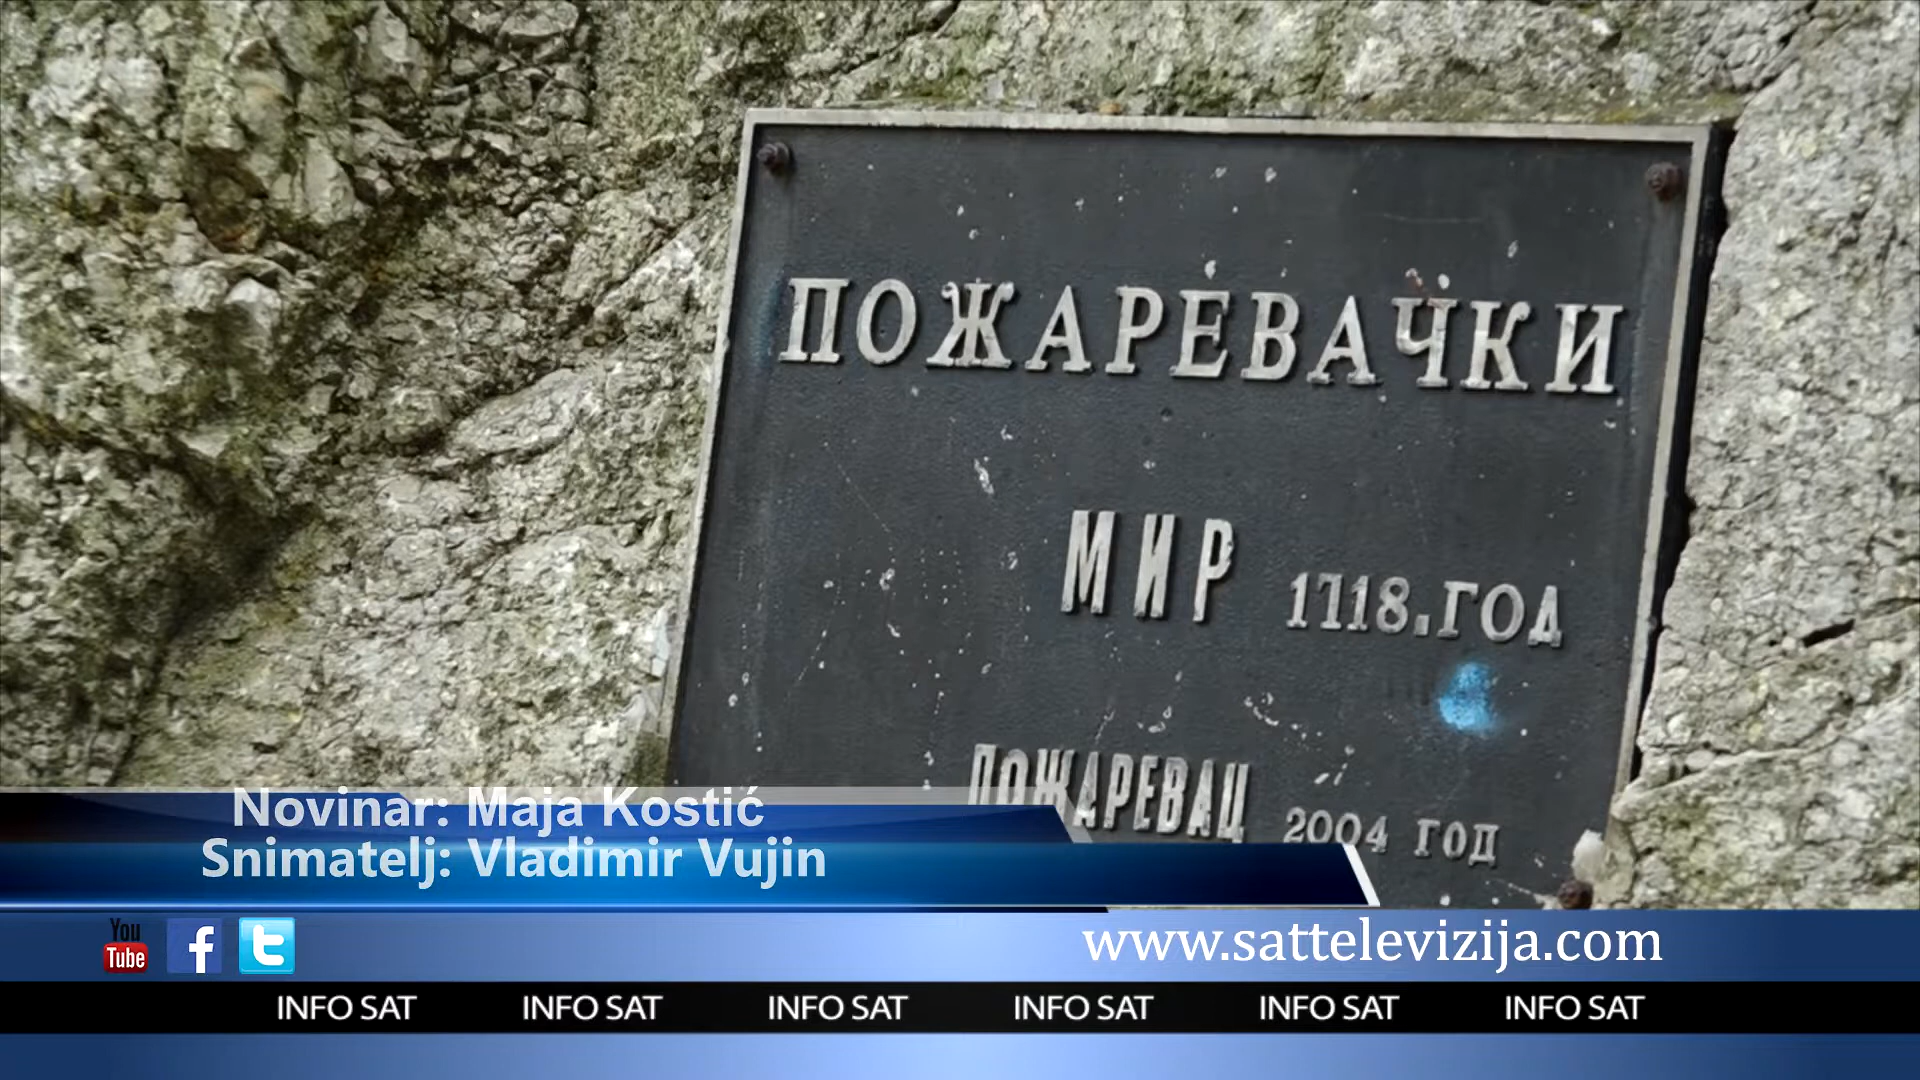 ПОЖАРЕВАЧКИ
МИР 1718.ГОД
ПОЖАРЕВАЦ 2004 ГОД
Novinar: Maja Kostić
Snimatelj: Vladimir Vujin
You
Tube
f
t
www.sattelevizija.com
INFO SAT INFO SAT INFO SAT INFO SAT INFO SAT INFO SAT